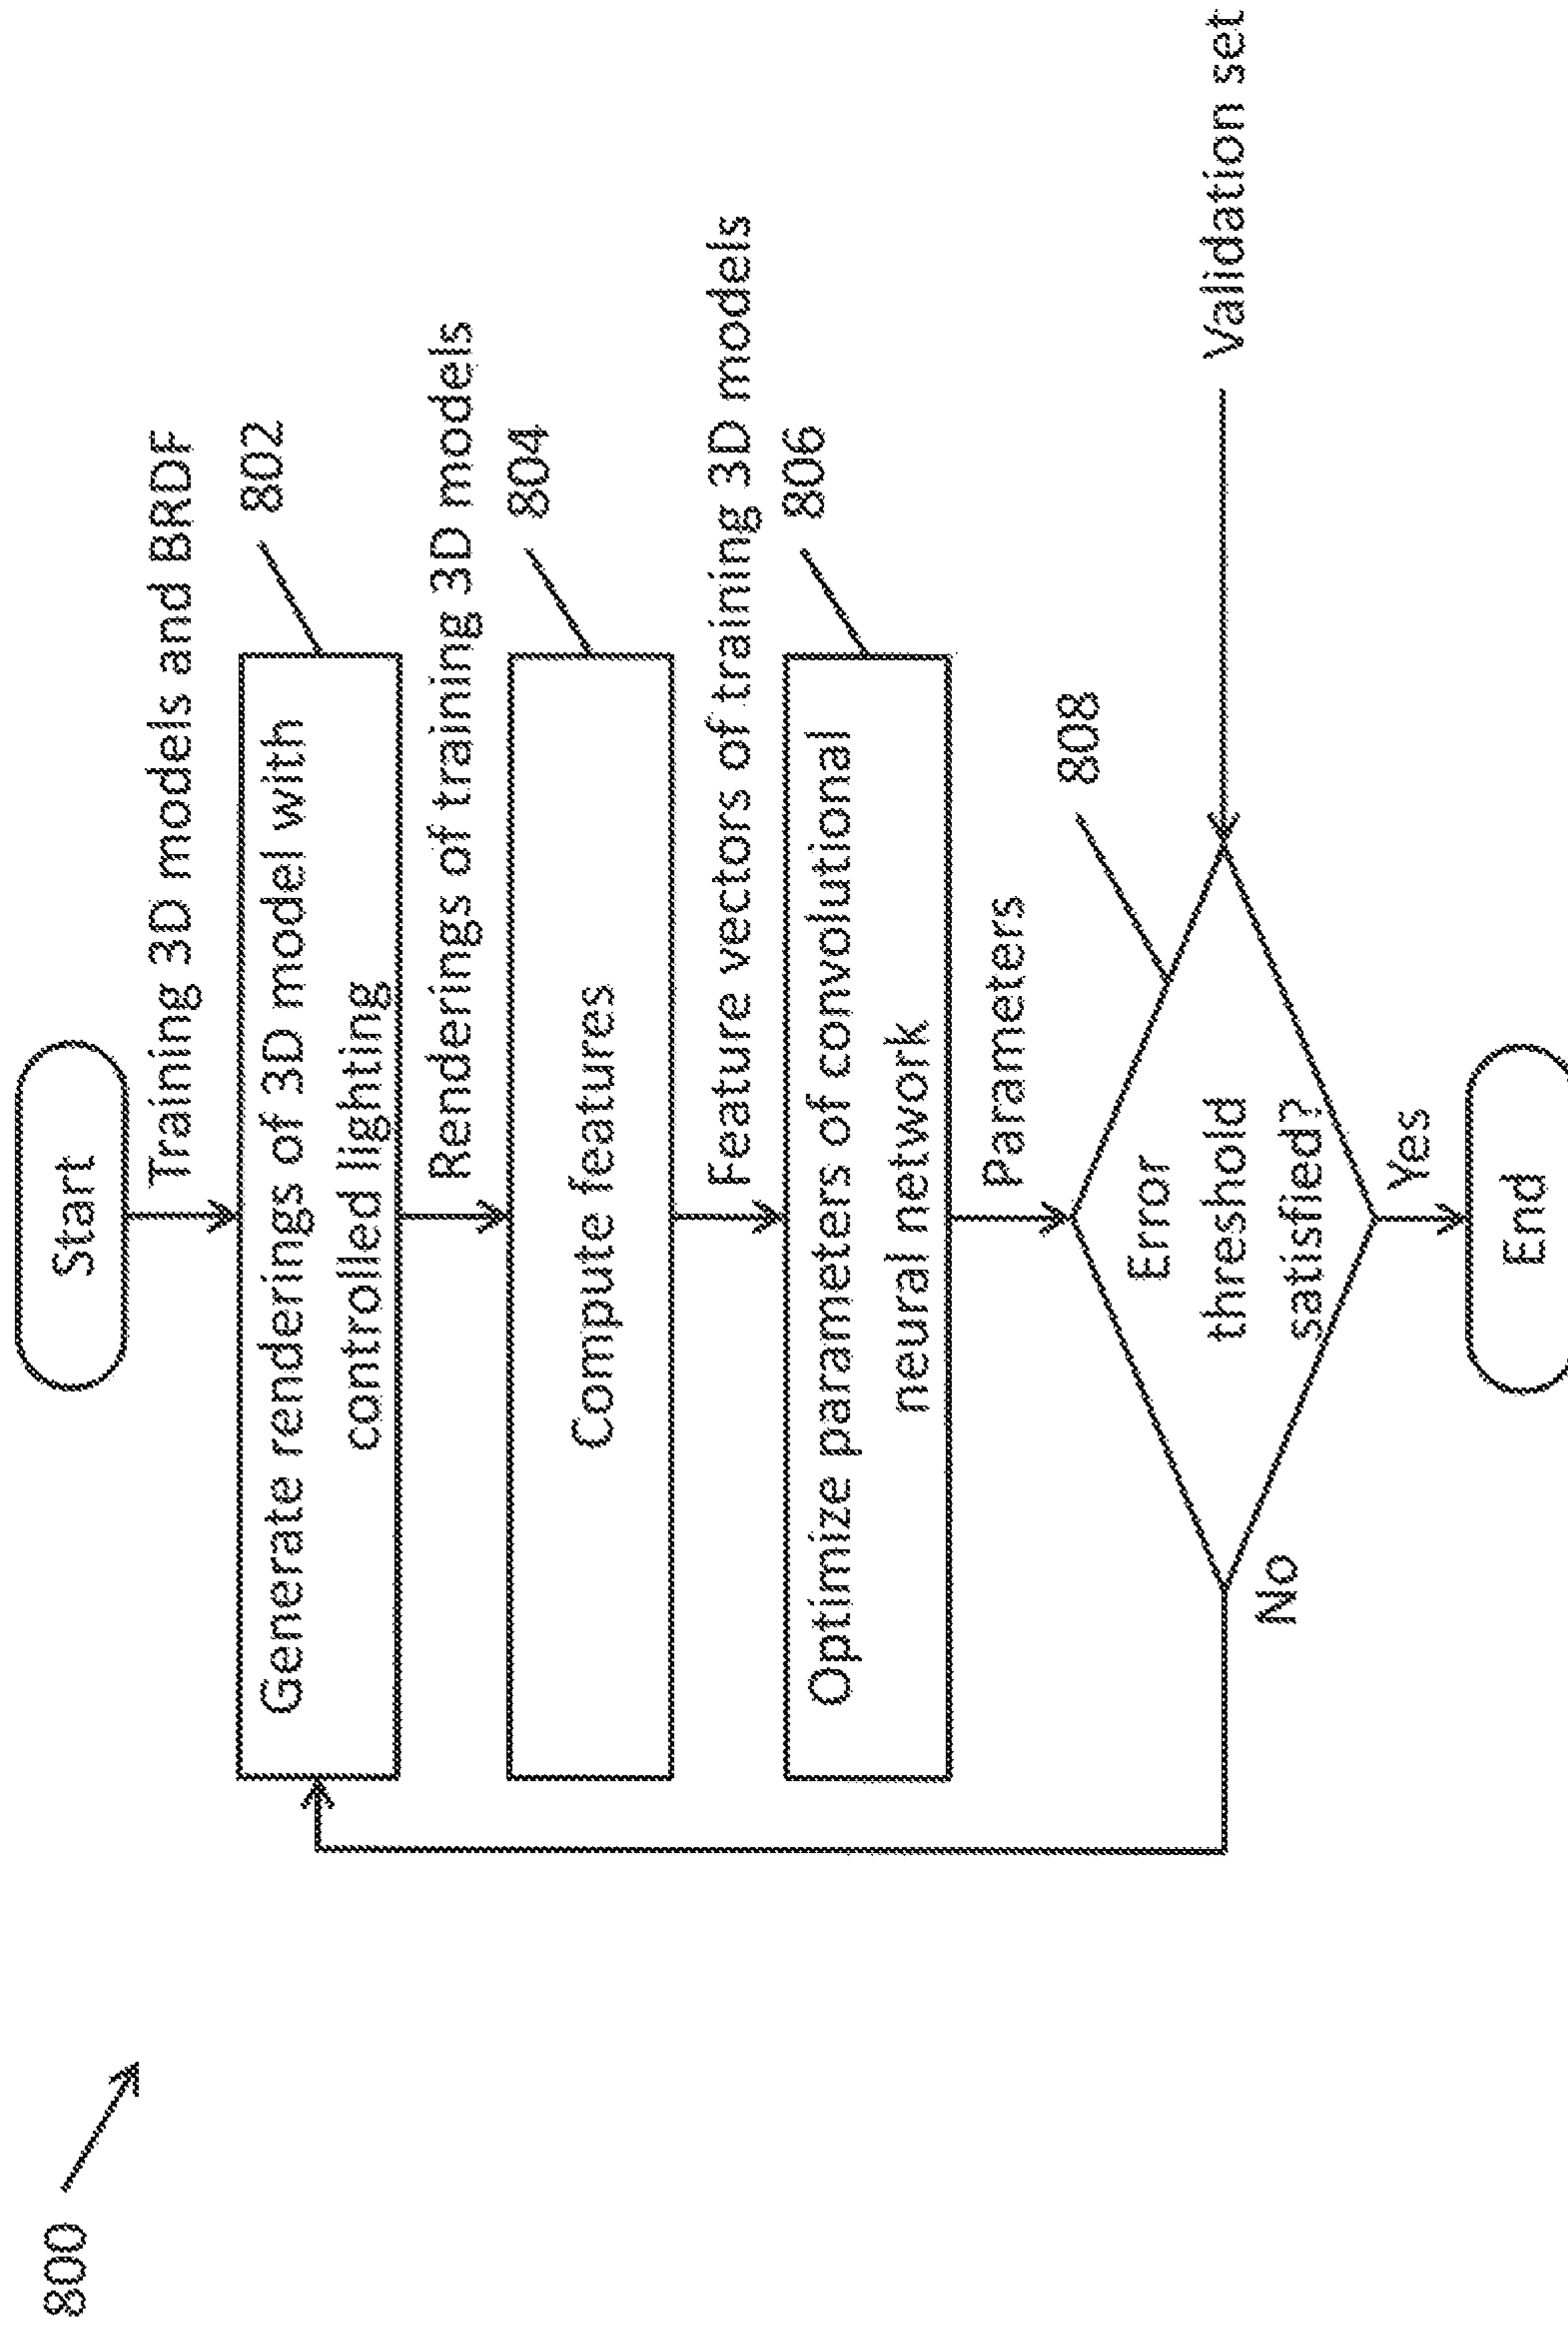 800
Start
Training 3D models and BRDF
802
Generate renderings of 3D model with
controlled lighting
Renderings of training 3D models
804
Compute features
Feature vectors of training 3D models
806
Optimize parameters of convolutional
neural network
Parameters
808
Error
threshold
satisfied?
Validation set
No
Yes
End